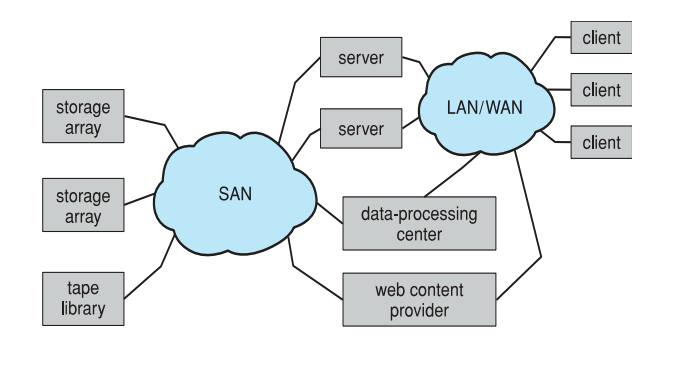 storage
array
storage
array
tape
library
SAN
server
server
data-processing
center
web content
provider
LAN/WAN
client
client
client